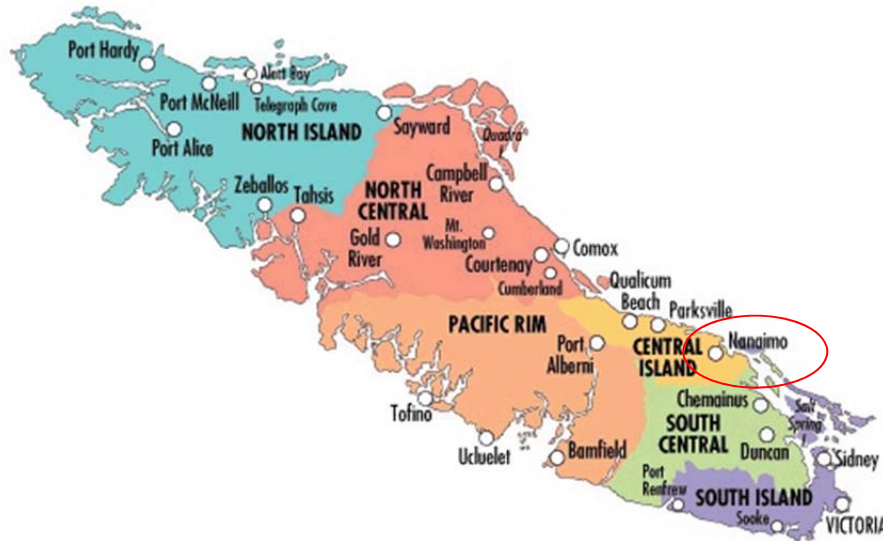 Port Hardy
Alert Bay
Port McNeill
Telegraph Cove
NORTH ISLAND
Sayward
Port Alice
Quadra
I
Campbell
River
Zeballos
Tahsis
NORTH
CENTRAL
Mt.
Washington
Gold
River
Comox
Courtenay
Cumberland
Qualicum
Beach
Parksville
PACIFIC RIM
Port
Alberni
CENTRAL
ISLAND
Nanaimo
Tofino
Chemainus
Salt
Spring
I
SOUTH
CENTRAL
Ucluelet
Bamfield
Duncan
Sidney
Port
Renfrew
SOUTH ISLAND
Sooke
VICTORIA